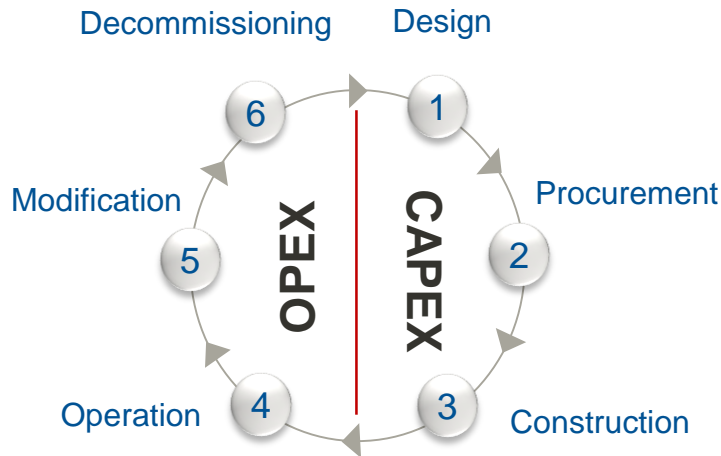 Decommissioning
Design
6
1
Modification
Procurement
OPEX
CAPEX
5
2
Operation
4
3
Construction